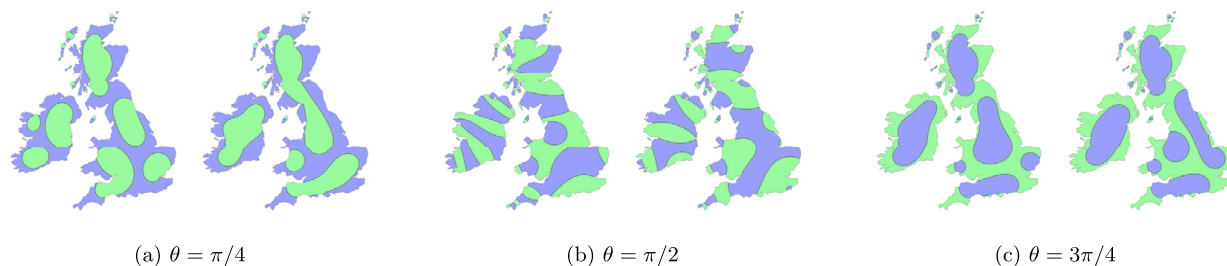 (a) θ = π/4
(b) θ = π/2
(c) θ = 3π/4